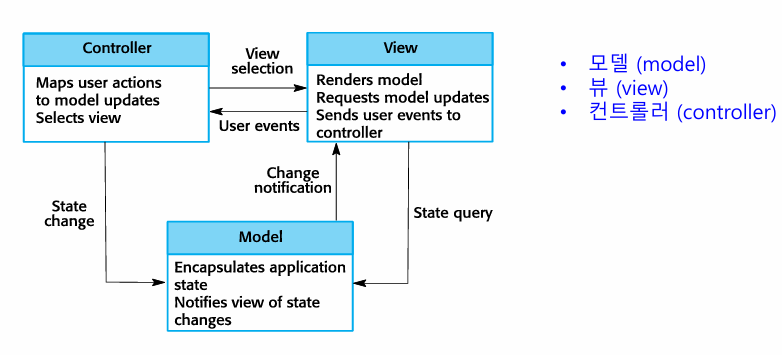 Controller
Maps user actions
to model updates
Selects view
View
selection
User events
View
Renders model
Requests model updates
Sends user events to
controller
State
change
Change
notification
State query
Model
Encapsulates application
state
Notifies view of state
changes
• 모델 (model)
• 뷰 (view)
• 컨트롤러 (controller)